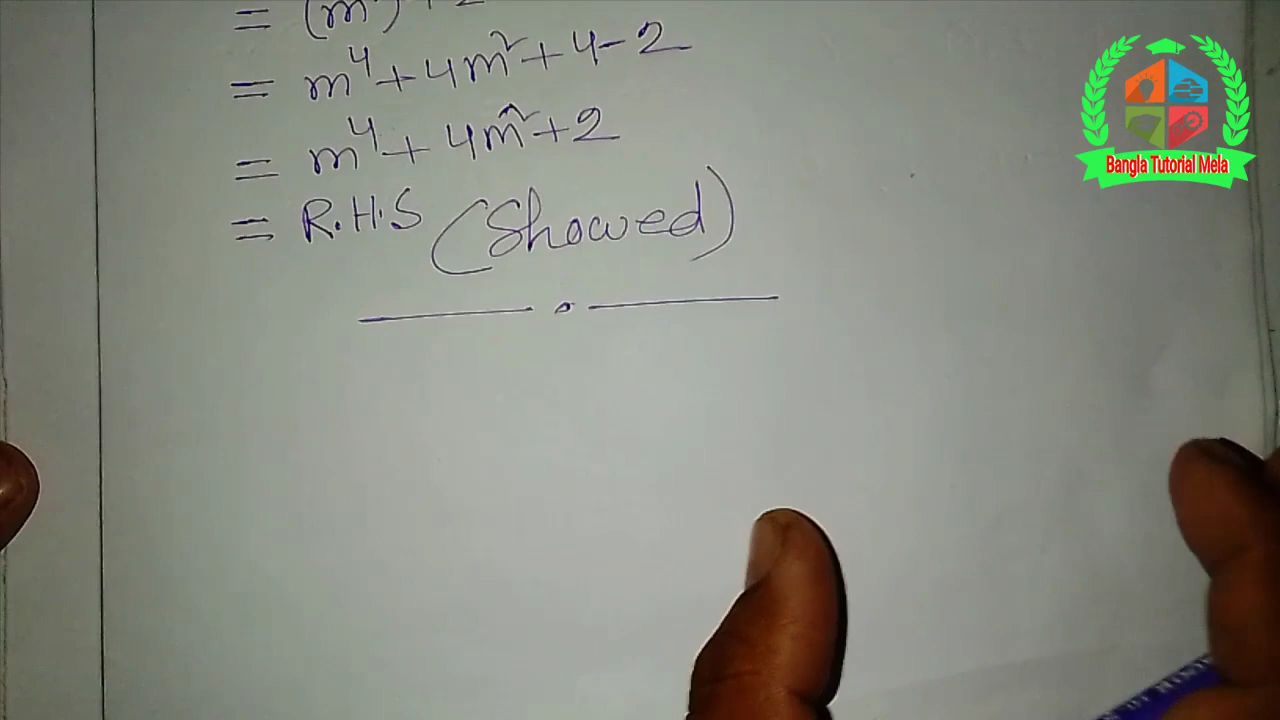 = m⁴ + 4m² + 4 - 2
= m⁴ + 4m² + 2
= R.H.S (Showed)
Bangla Tutorial Mela